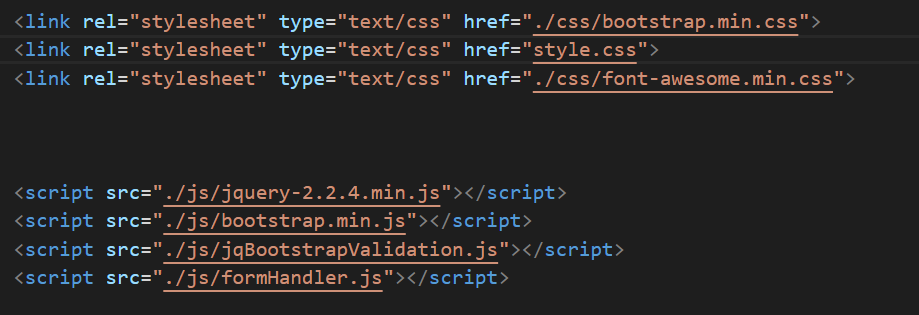 <link rel="stylesheet" type="text/css" href="./css/bootstrap.min.css">
<link rel="stylesheet" type="text/css" href="style.css">
<link rel="stylesheet" type="text/css" href="./css/font-awesome.min.css">
<script src="./js/jquery-2.2.4.min.js"></script>
<script src="./js/bootstrap.min.js"></script>
<script src="./js/jqBootstrapValidation.js"></script>
<script src="./js/formHandler.js"></script>